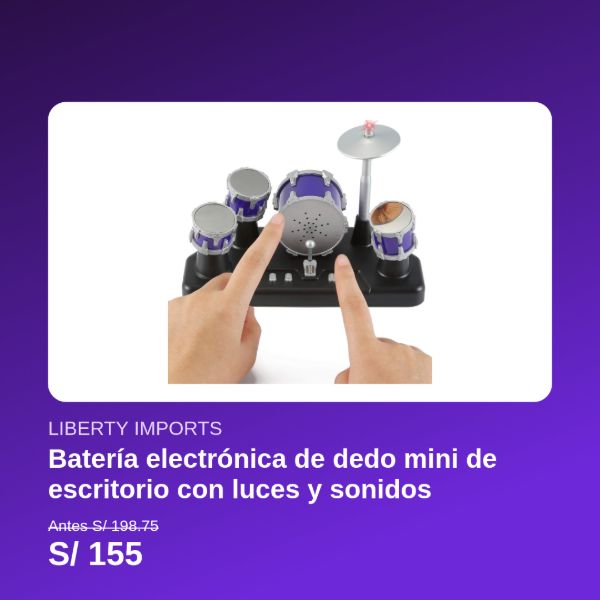 LIBERTY IMPORTS
Batería electrónica de dedo mini de
escritorio con luces y sonidos
Antes S/ 198.75
S/ 155